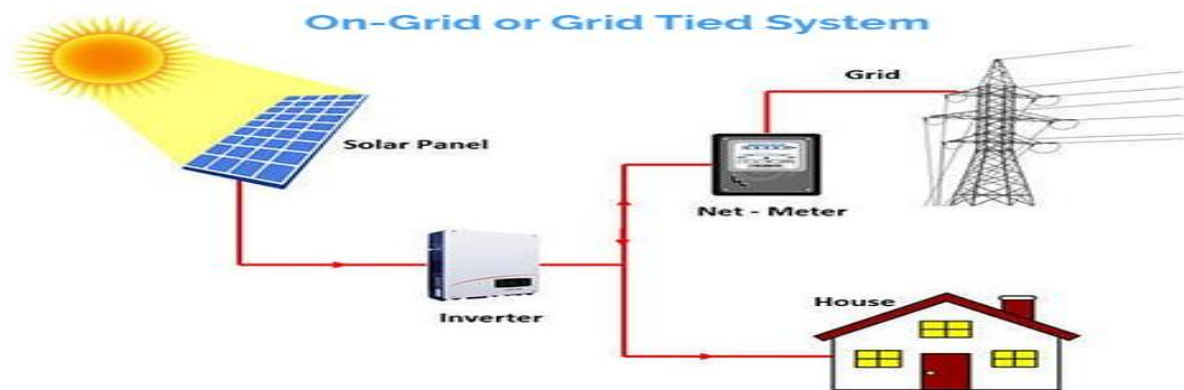 On-Grid or Grid Tied System
Grid
Solar Panel
Net - Meter
Inverter
House